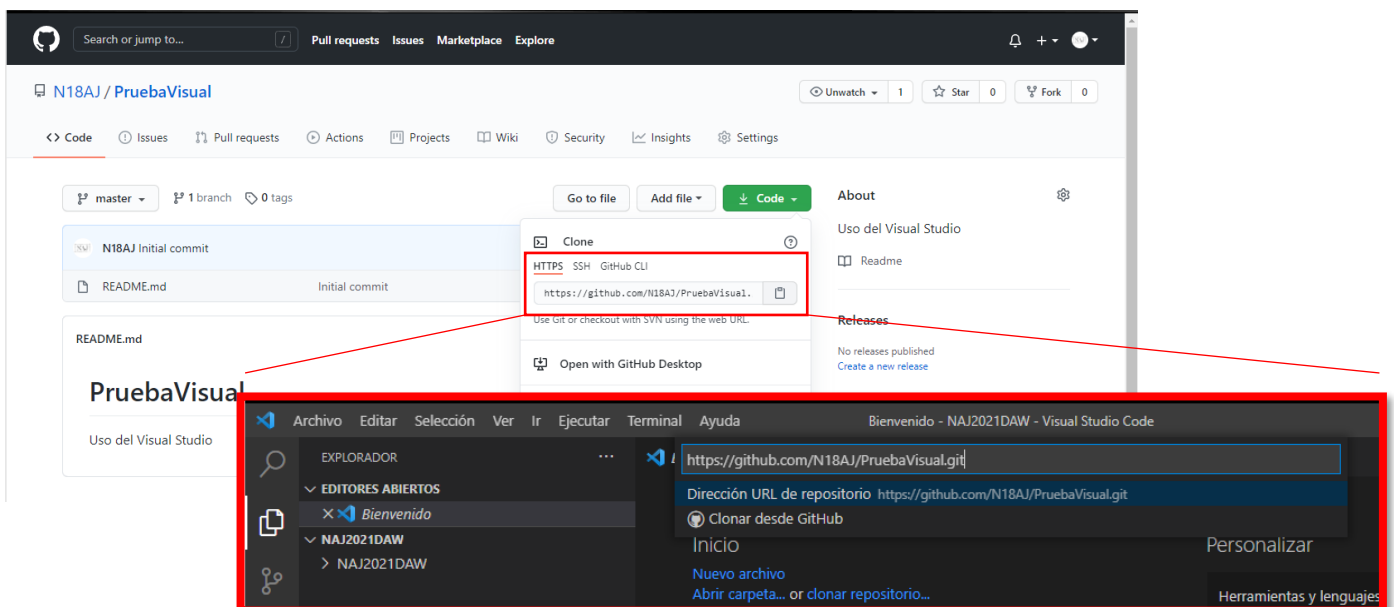 Search or jump to... /
Pull requests Issues Marketplace Explore
N18AJ / PruebaVisual
Unwatch 1 Star 0 Fork 0
Code Issues Pull requests Actions Projects Wiki Security Insights Settings
master 1 branch 0 tags
Go to file Add file Code
N18AJ Initial commit
README.md Initial commit
README.md
PruebaVisual
Uso del Visual Studio
Clone
HTTPS SSH GitHub CLI
https://github.com/N18AJ/PruebaVisual.
Use Git or checkout with SVN using the web URL.
Open with GitHub Desktop
About
Uso del Visual Studio
Readme
Releases
No releases published
Create a new release
Archivo Editar Selección Ver Ir Ejecutar Terminal Ayuda
Bienvenido - NAJ2021DAW - Visual Studio Code
EXPLORADOR ...
EDITORES ABIERTOS
Bienvenido
NAJ2021DAW
NAJ2021DAW
https://github.com/N18AJ/PruebaVisual.git
Dirección URL de repositorio https://github.com/N18AJ/PruebaVisual.git
Clonar desde GitHub
Inicio
Nuevo archivo
Abrir carpeta... or clonar repositorio...
Personalizar
Herramientas y lenguajes